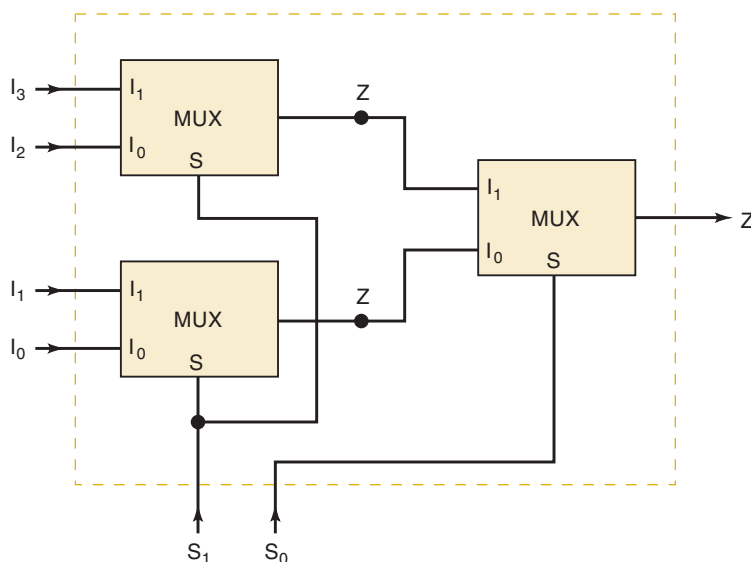 I₃ I₁ MUX Z
I₂ I₀ S
I₁ MUX Z
I₀ S
I₁ I₁ MUX Z
I₀ I₀ S
S₁ S₀